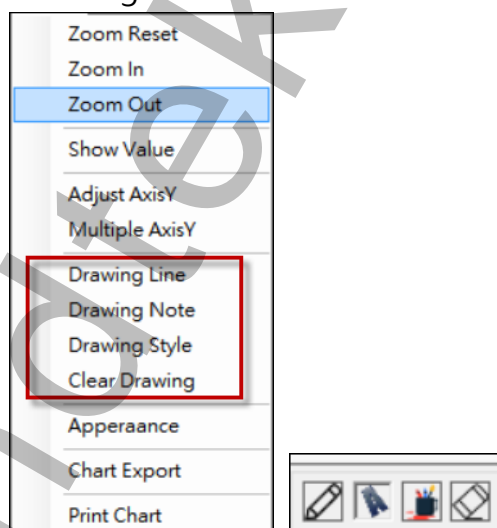 Zoom Reset
Zoom In
Zoom Out
Show Value
Adjust AxisY
Multiple AxisY
Drawing Line
Drawing Note
Drawing Style
Clear Drawing
Apperaance
Chart Export
Print Chart